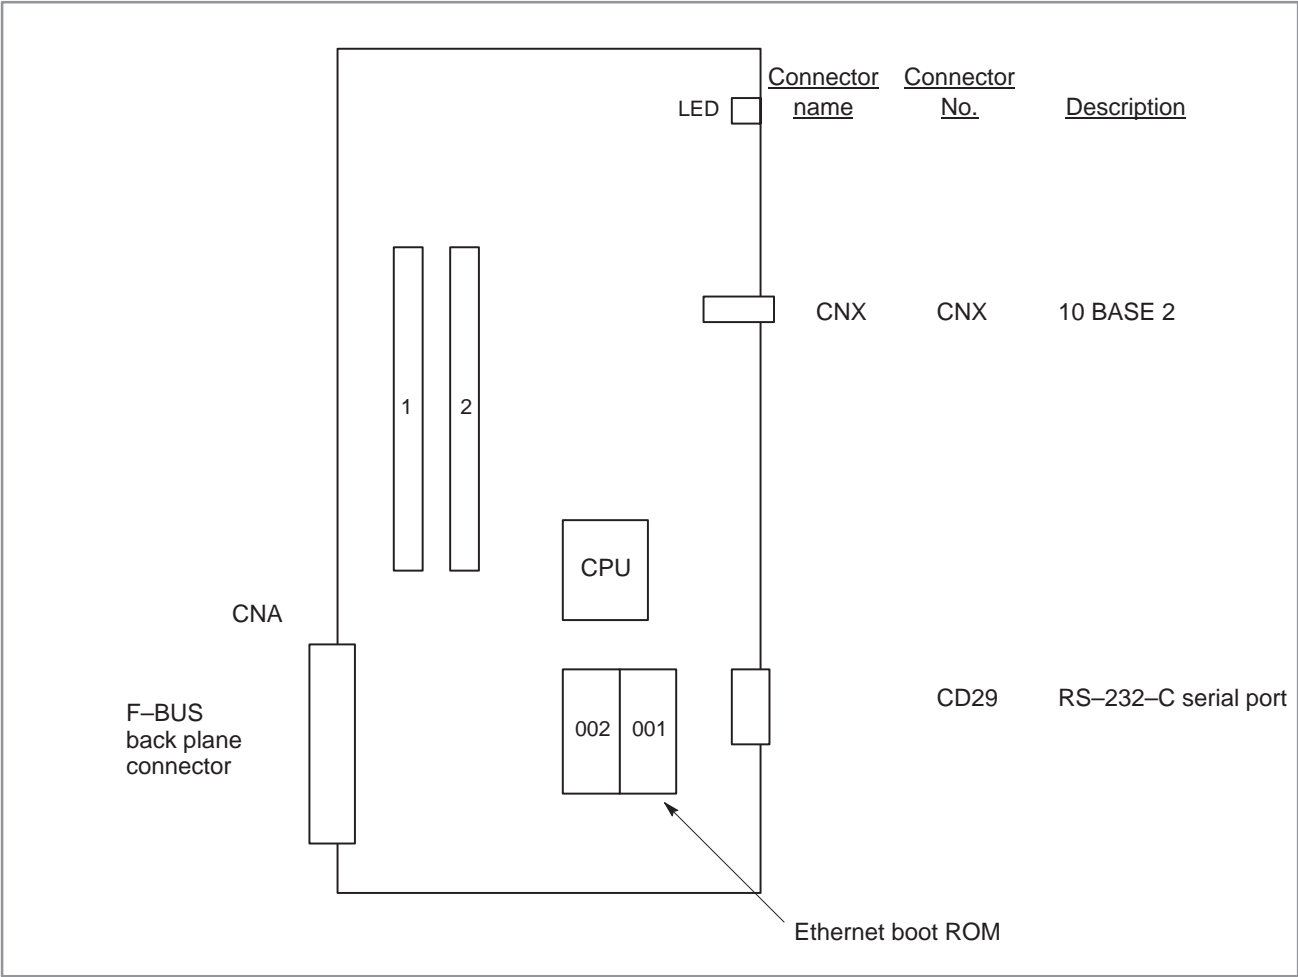 Connector Connector
LED name No. Description
CNX CNX 10 BASE 2
1 2
CPU
CNA
F–BUS
back plane
connector
002 001
CD29 RS–232–C serial port
Ethernet boot ROM